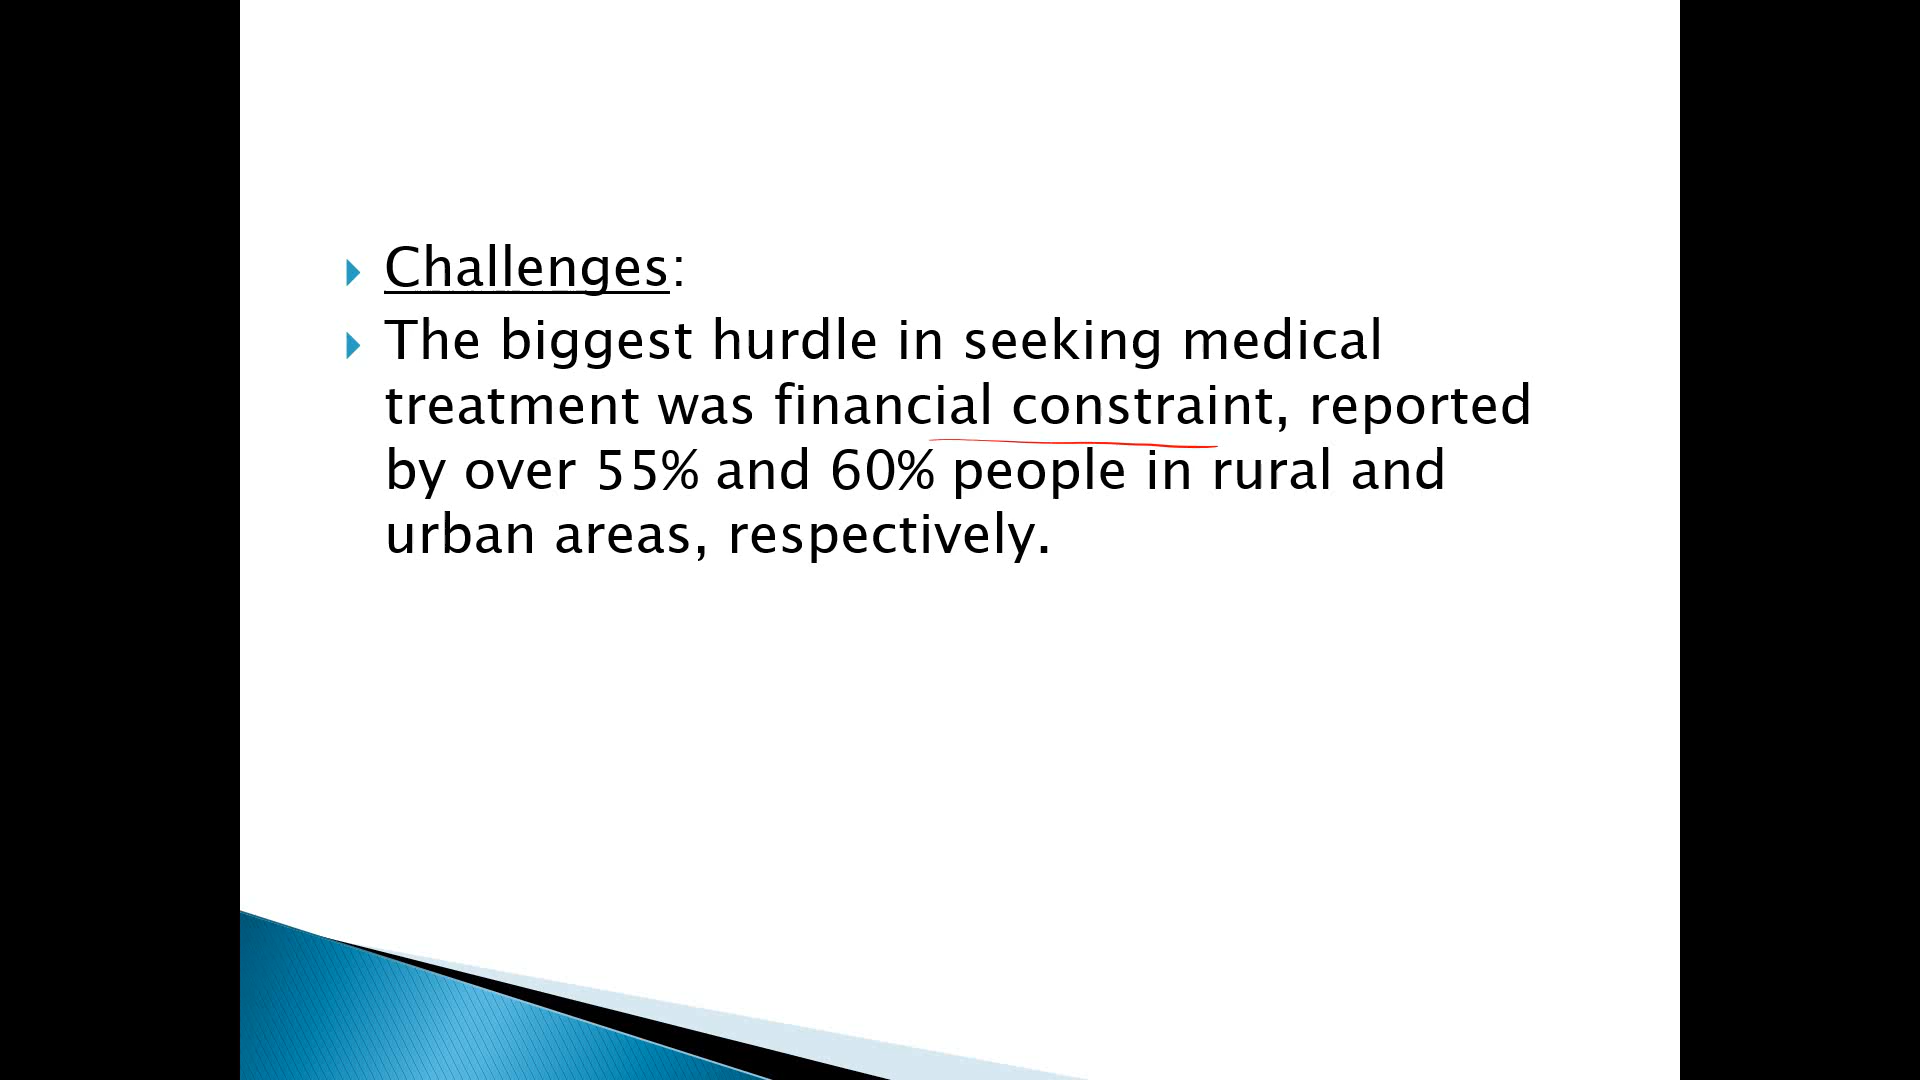 Challenges:
The biggest hurdle in seeking medical
treatment was financial constraint, reported
by over 55% and 60% people in rural and
urban areas, respectively.